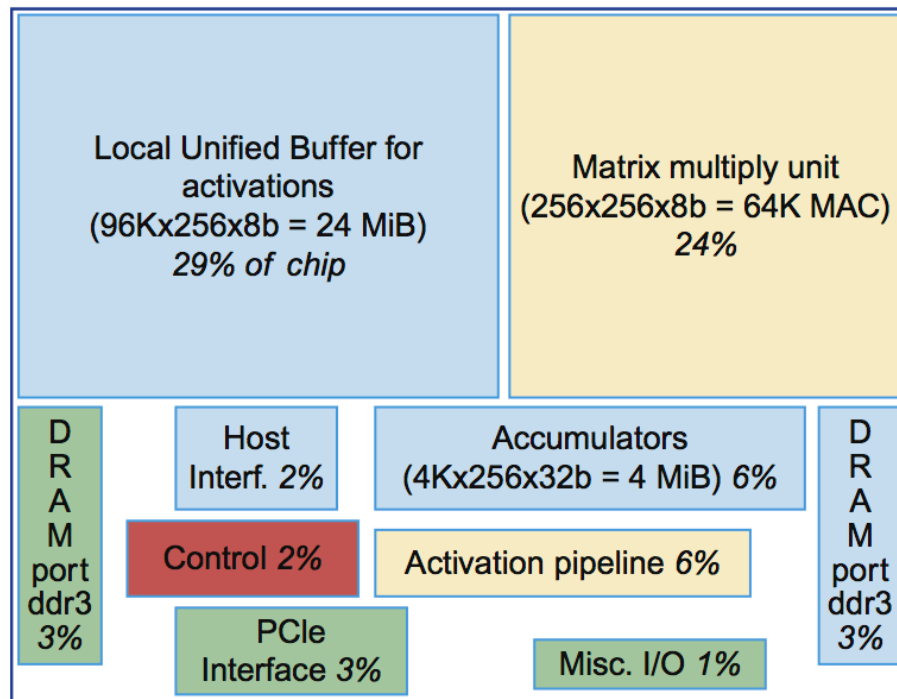 Local Unified Buffer for
activations
(96Kx256x8b = 24 MiB)
29% of chip
Matrix multiply unit
(256x256x8b = 64K MAC)
24%
D
R
A
M
port
ddr3
3%
Host
Interf. 2%
Accumulators
(4Kx256x32b = 4 MiB) 6%
D
R
A
M
port
ddr3
3%
Control 2%
Activation pipeline 6%
PCIe
Interface 3%
Misc. I/O 1%